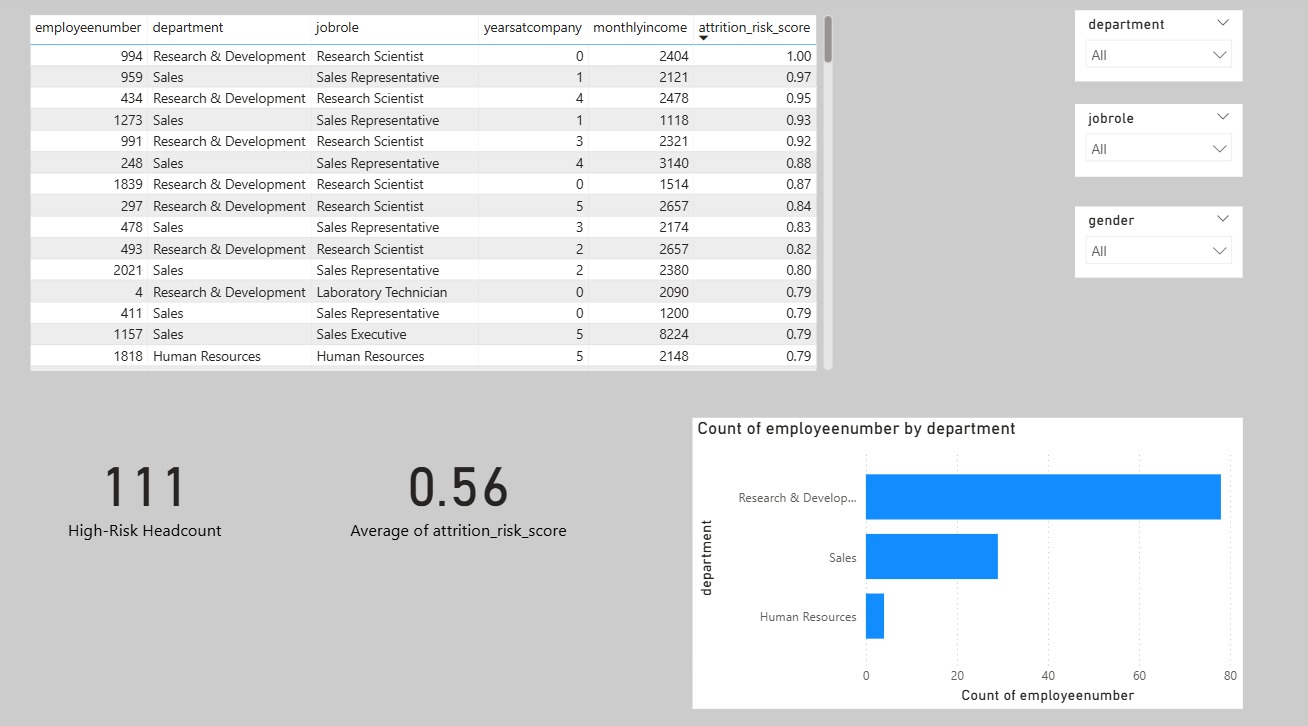 employeenumber department jobrole yearsatcompany monthlyincome attrition_risk_score
994 Research & Development Research Scientist 0 2404 1.00
959 Sales Sales Representative 1 2121 0.97
434 Research & Development Research Scientist 4 2478 0.95
1273 Sales Sales Representative 1 1118 0.93
991 Research & Development Research Scientist 3 2321 0.92
248 Sales Sales Representative 4 3140 0.88
1839 Research & Development Research Scientist 0 1514 0.87
297 Research & Development Research Scientist 5 2657 0.84
478 Sales Sales Representative 3 2174 0.83
493 Research & Development Research Scientist 2 2657 0.82
2021 Sales Sales Representative 2 2380 0.80
4 Research & Development Laboratory Technician 0 2090 0.79
411 Sales Sales Representative 0 1200 0.79
1157 Sales Sales Executive 5 8224 0.79
1818 Human Resources Human Resources 5 2148 0.79
department
All
jobrole
All
gender
All
111
High-Risk Headcount
0.56
Average of attrition_risk_score
Count of employeenumber by department
department
Research & Develop...
Sales
Human Resources
0 20 40 60 80
Count of employeenumber